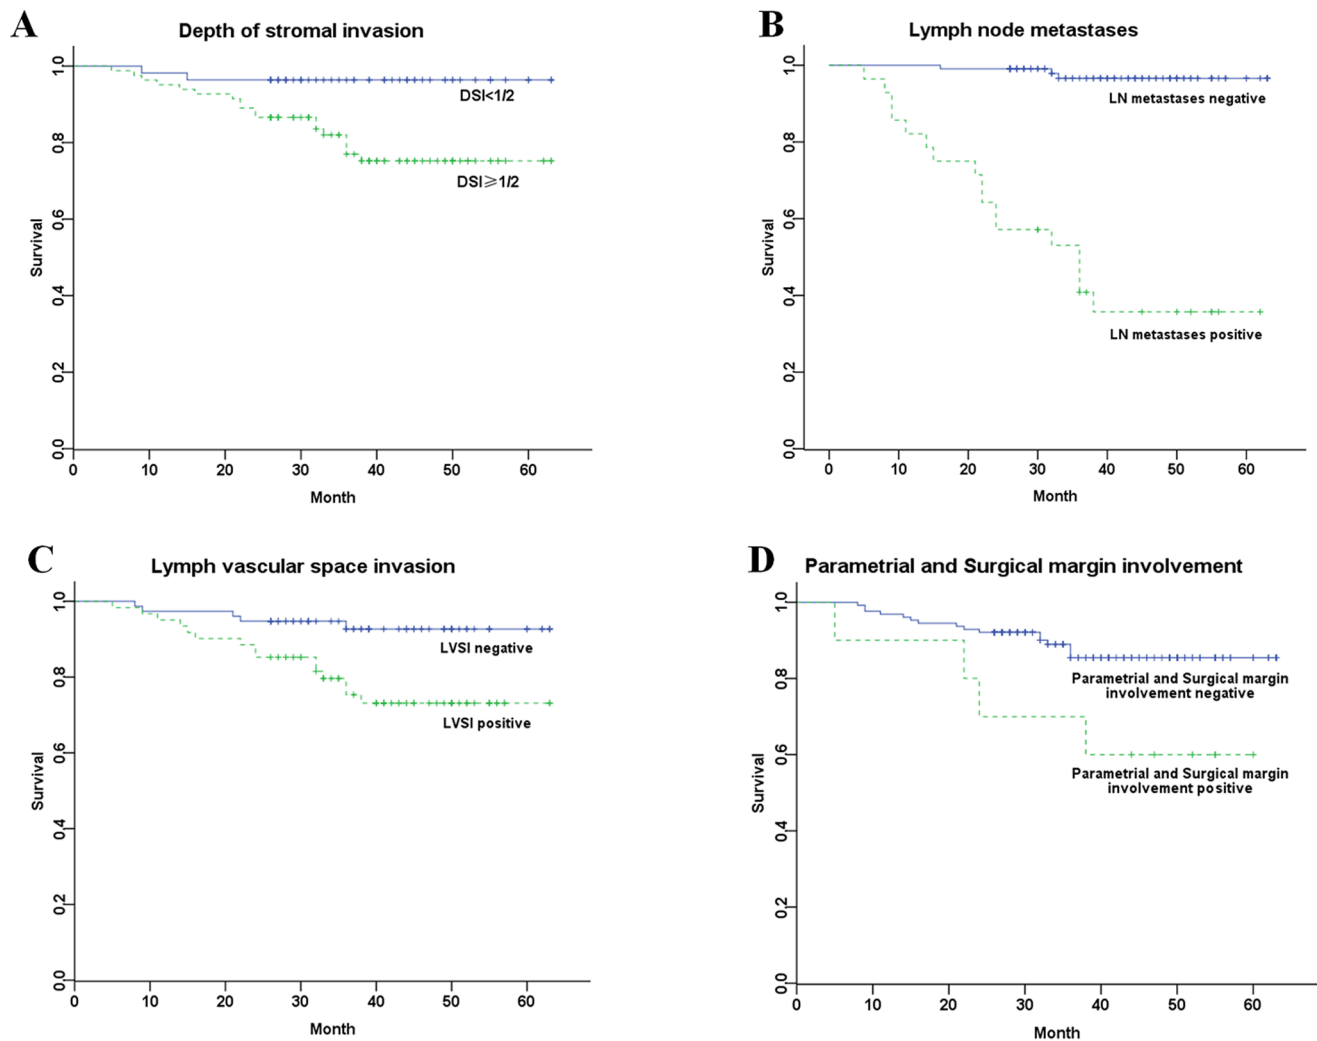 A
Depth of stromal invasion
1.0
0.8
0.6
0.4
0.2
0.0
Survival
DSI<1/2
DSI≥1/2
0 10 20 30 40 50 60
Month
B
Lymph node metastases
1.0
0.8
0.6
0.4
0.2
0.0
Survival
LN metastases negative
LN metastases positive
0 10 20 30 40 50 60
Month
C
Lymph vascular space invasion
1.0
0.8
0.6
0.4
0.2
0.0
Survival
LVSI negative
LVSI positive
0 10 20 30 40 50 60
Month
D
Parametrial and Surgical margin involvement
1.0
0.8
0.6
0.4
0.2
0.0
Survival
Parametrial and Surgical margin
involvement negative
Parametrial and Surgical margin
involvement positive
0 10 20 30 40 50 60
Month